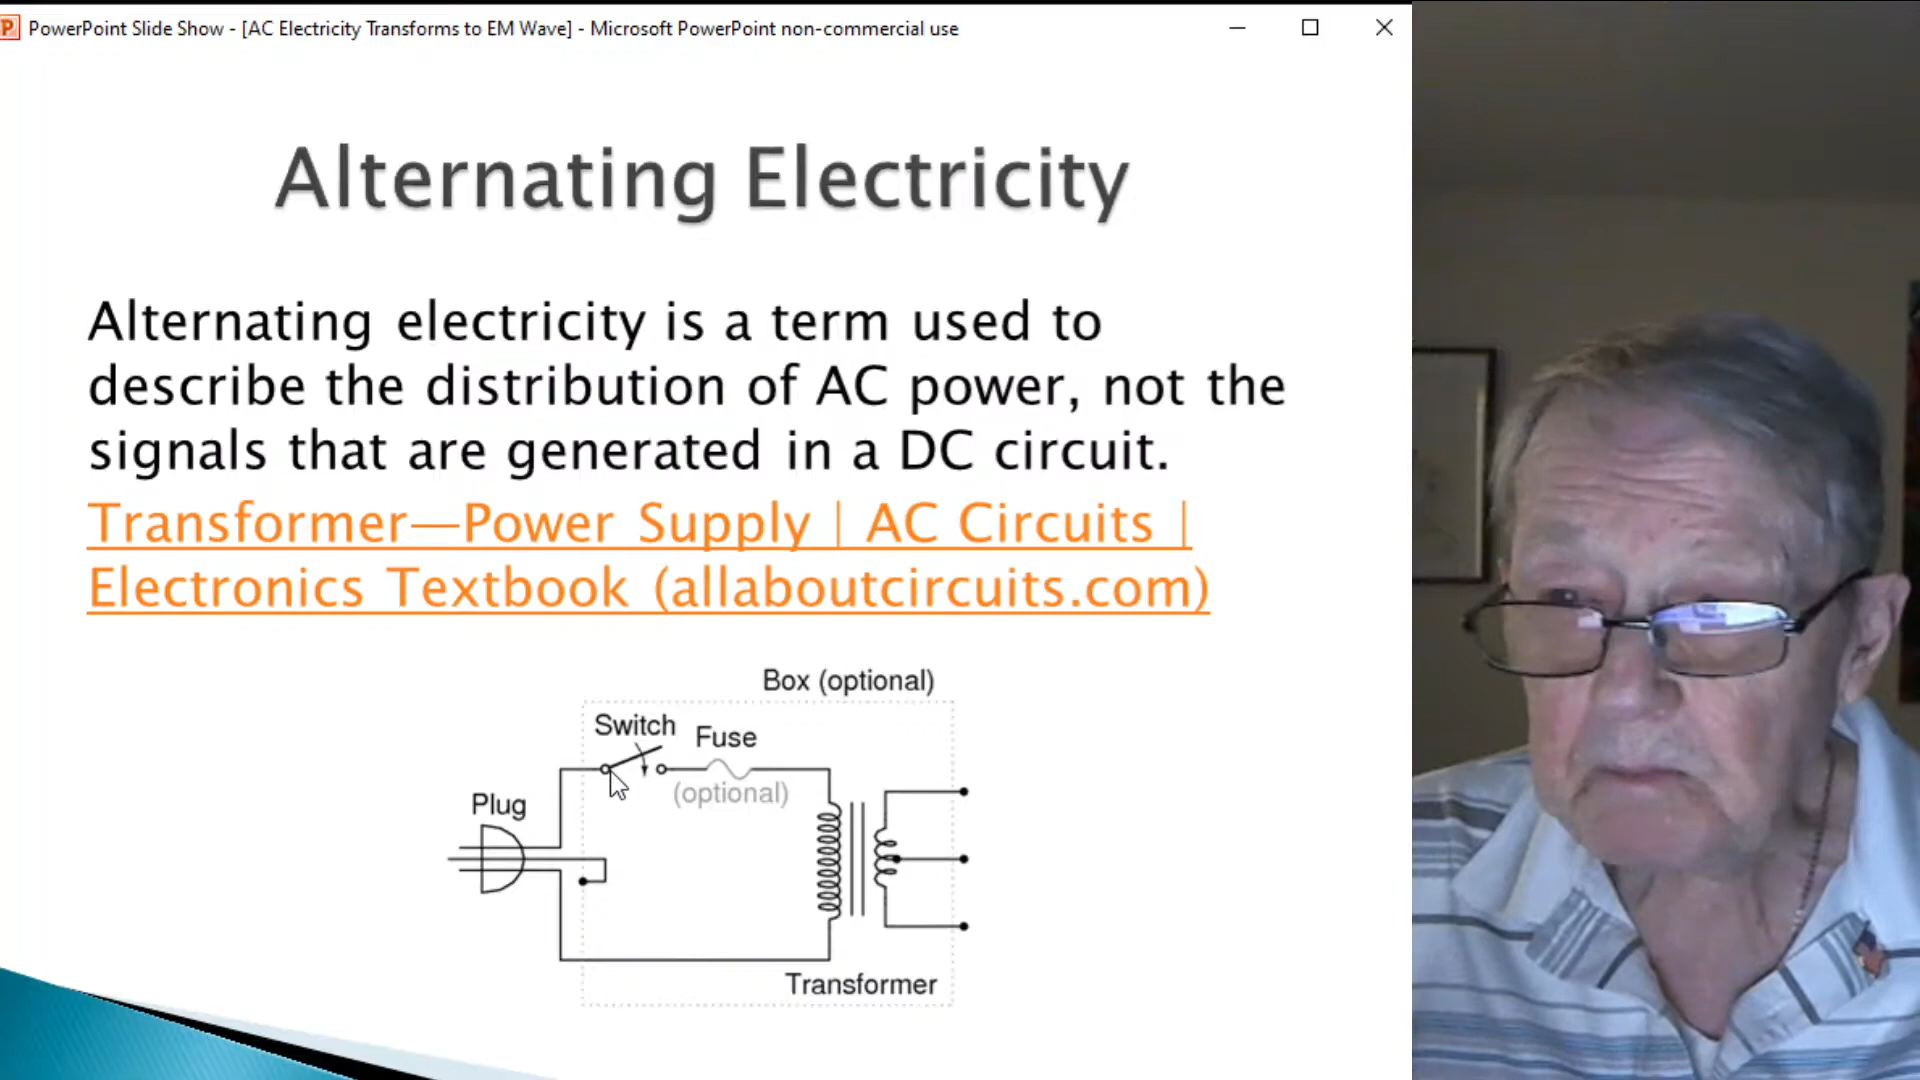 PowerPoint Slide Show - [AC Electricity Transforms to EM Wave] - Microsoft PowerPoint non-commercial use
Alternating Electricity
Alternating electricity is a term used to
describe the distribution of AC power, not the
signals that are generated in a DC circuit.
Transformer—Power Supply | AC Circuits |
Electronics Textbook (allaboutcircuits.com)
Box (optional)
Switch
Fuse
(optional)
Plug
Transformer